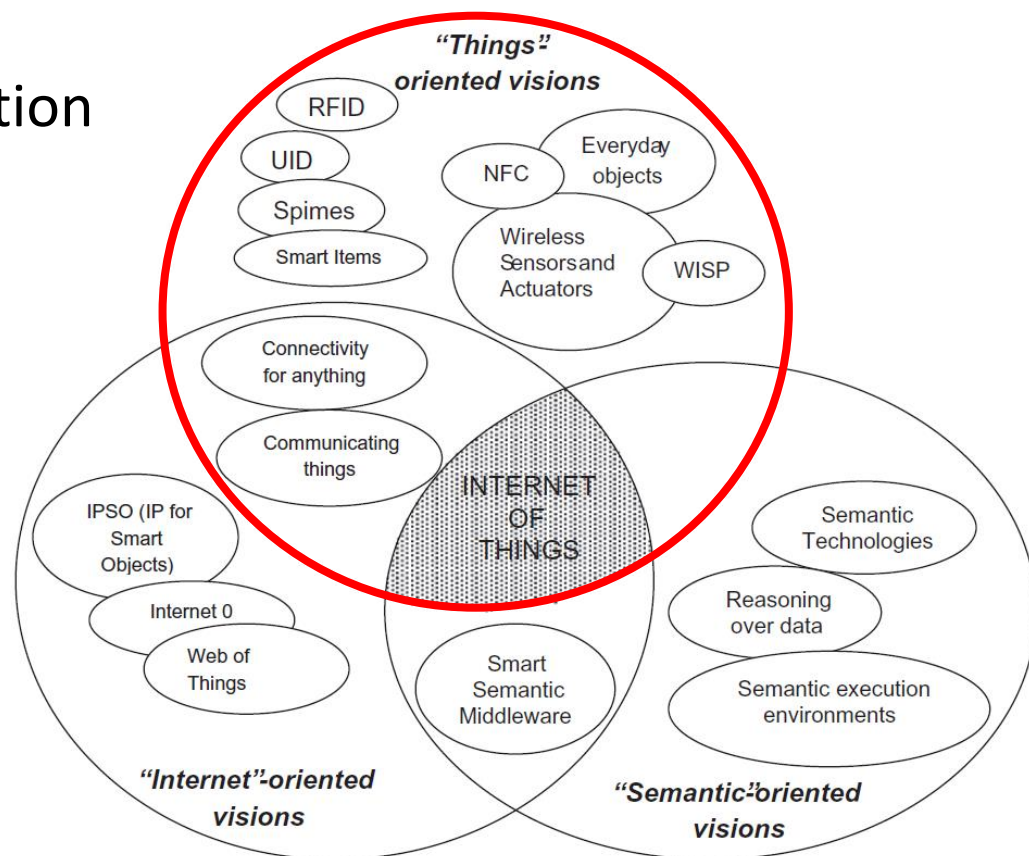 “Things”-
oriented visions
tion
RFID
UID
Spimes
Smart Items
NFC
Everyday
objects
Wireless
Sensors and
Actuators
WISP
Connectivity
for anything
Communicating
things
INTERNET
OF
THINGS
IPSO (IP for
Smart
Objects)
Internet 0
Web of
Things
Semantic
Technologies
Reasoning
over data
Semantic execution
environments
Smart
Semantic
Middleware
“Internet”-oriented
visions
“Semantic”-oriented
visions